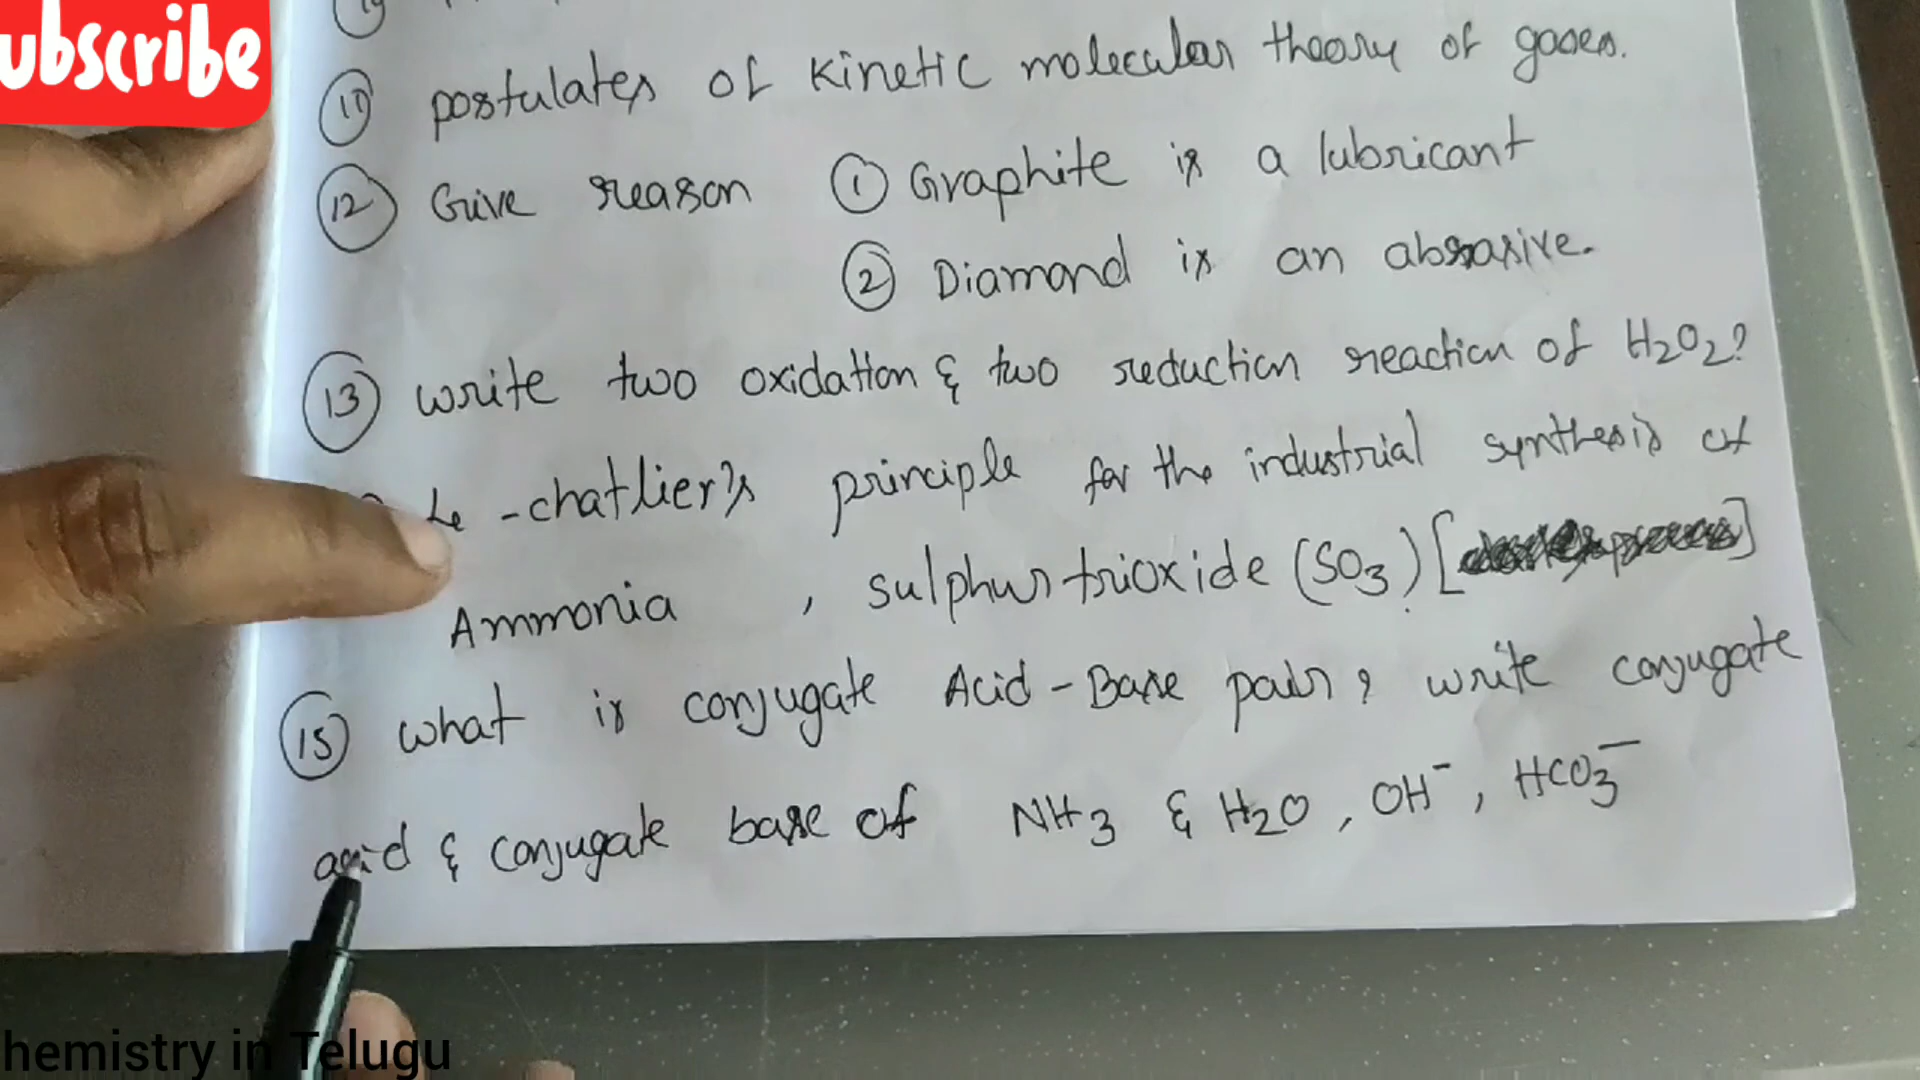 ubscribe
11 postulates of kinetic molecular theory of gases.
12 Give reason 1 Graphite is a lubricant
2 Diamond is an abrasive.
13 write two oxidation & two reduction reaction of H2O2?
Le-chatlier's principle for the industrial synthesis of
Ammonia , sulphur trioxide (SO3) [ ]
15 what is conjugate Acid-Base pair? write conjugate
acid & conjugate base of NH3 & H2O, OH⁻, HCO3⁻
hemistry in Telugu